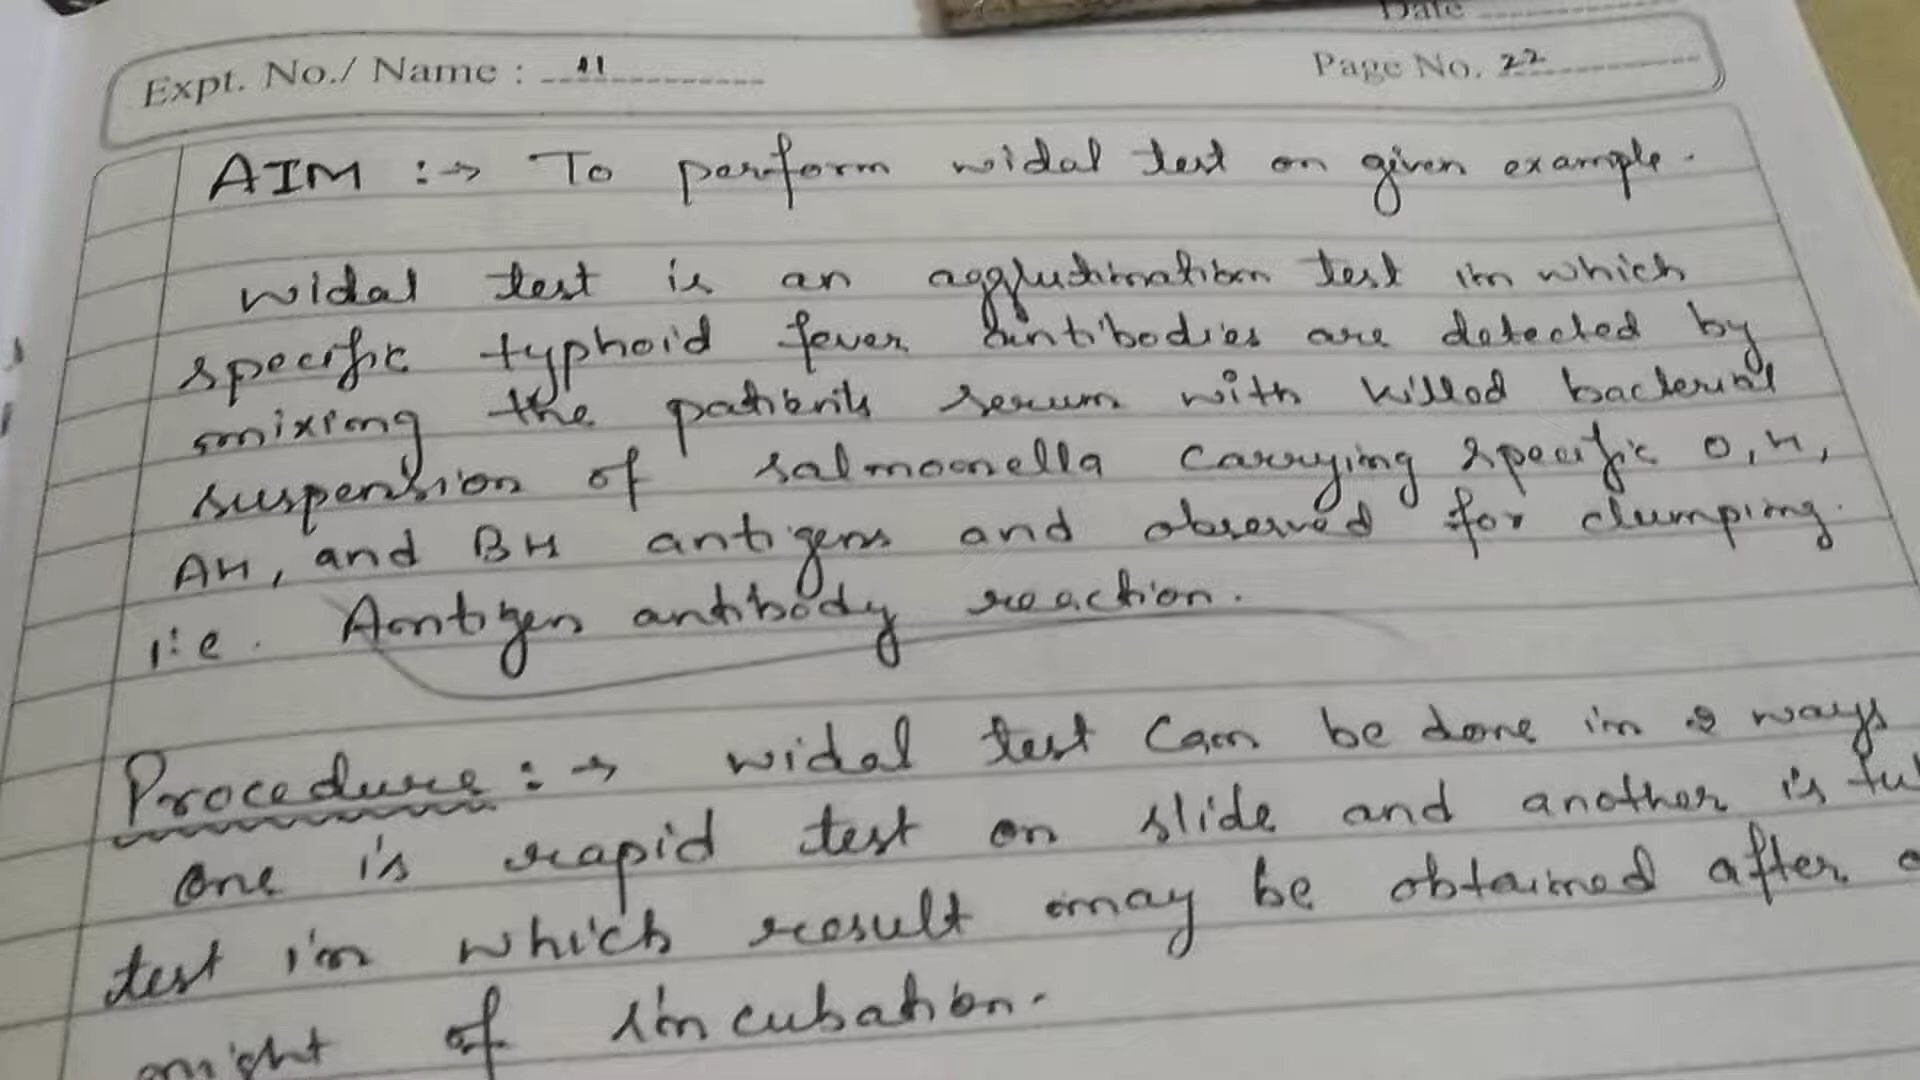 Date
Expt. No./ Name : 11
Page No. 22
AIM :→ To perform widal test on given example.
widal test is an agglutination test in which
specific typhoid fever antibodies are detected by
mixing the patients serum with killed bacterial
suspension of salmonella carrying specific O, H,
AH, and BH antigens and observed for clumping.
i.e. Antigen antibody reaction.
Procedure :→ widal test can be done in 2 ways
One is rapid test on slide and another is
test in which result may be obtained after
night of incubation.